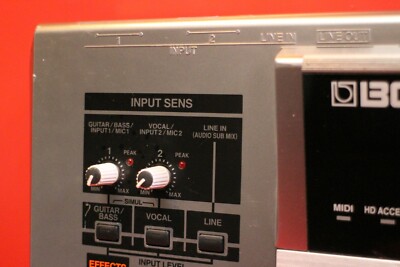 1 2 LINE IN LINE OUT
INPUT
INPUT SENS
GUITAR/BASS/ VOCAL/ LINE IN
INPUT1/MIC1 INPUT2/MIC2 (AUDIO SUB MIX)
1 PEAK 2 PEAK
MIN MAX MIN MAX
SIMUL
GUITAR/ VOCAL LINE
BASS
INPUT LEVEL
EFFECTS
BO
MIDI HD ACCE